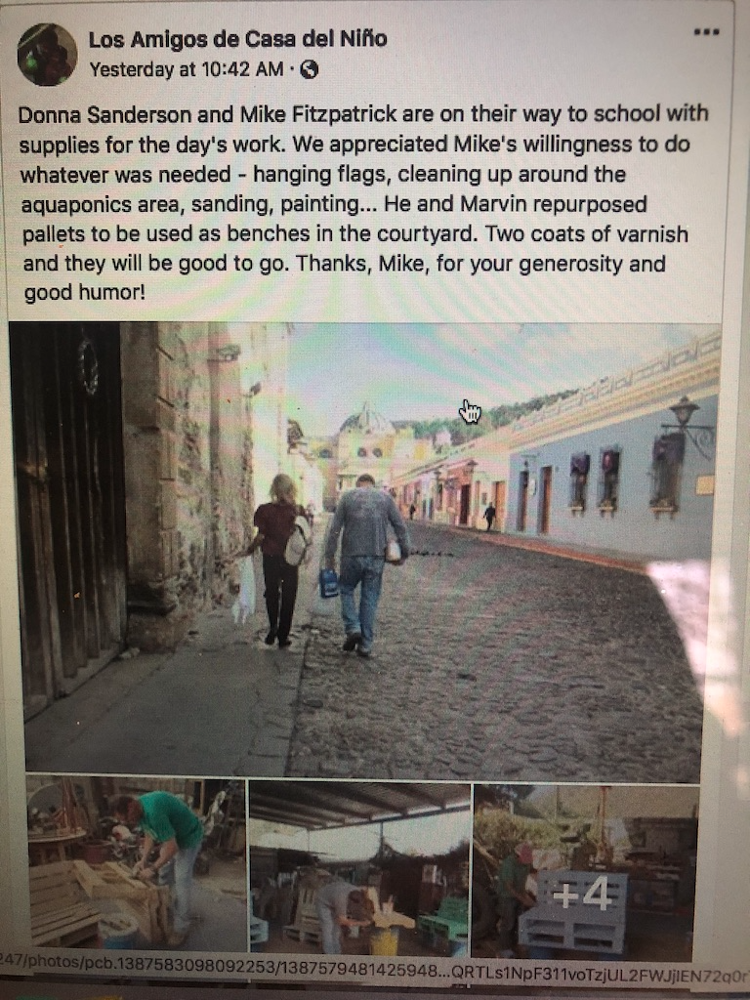 Los Amigos de Casa del Niño
Yesterday at 10:42 AM ·
Donna Sanderson and Mike Fitzpatrick are on their way to school with
supplies for the day's work. We appreciated Mike's willingness to do
whatever was needed - hanging flags, cleaning up around the
aquaponics area, sanding, painting... He and Marvin repurposed
pallets to be used as benches in the courtyard. Two coats of varnish
and they will be good to go. Thanks, Mike, for your generosity and
good humor!
+4
247/photos/pcb.1387583098092253/1387579481425948...QRTLs1NpF311voTzjUL2FWJjIEN72q0r